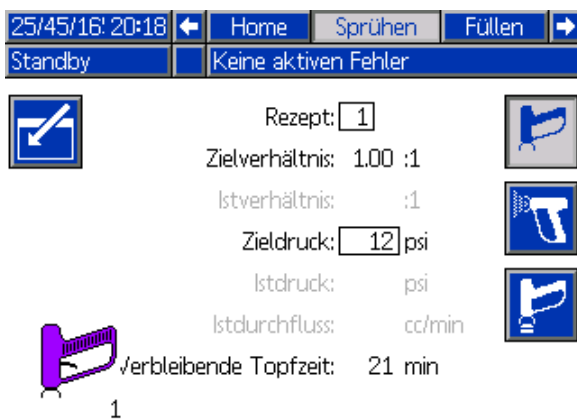 25/45/16 20:18 Home Sprühen Füllen
Standby Keine aktiven Fehler
Rezept: 1
Zielverhältnis: 1.00 :1
Istverhältnis: :1
Zieldruck: 12 psi
Istdruck: psi
Istdurchfluss: cc/min
Verbleibende Topfzeit: 21 min
1